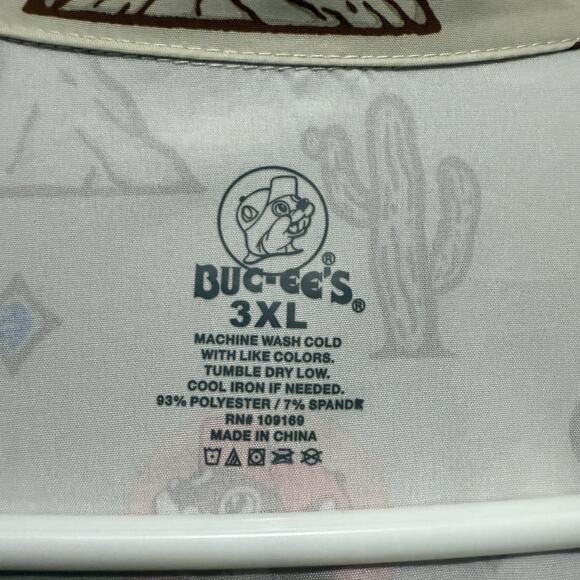 BUC-EE'S®
®
3XL
MACHINE WASH COLD
WITH LIKE COLORS.
TUMBLE DRY LOW.
COOL IRON IF NEEDED.
93% POLYESTER / 7% SPANDE
RN# 109169
MADE IN CHINA